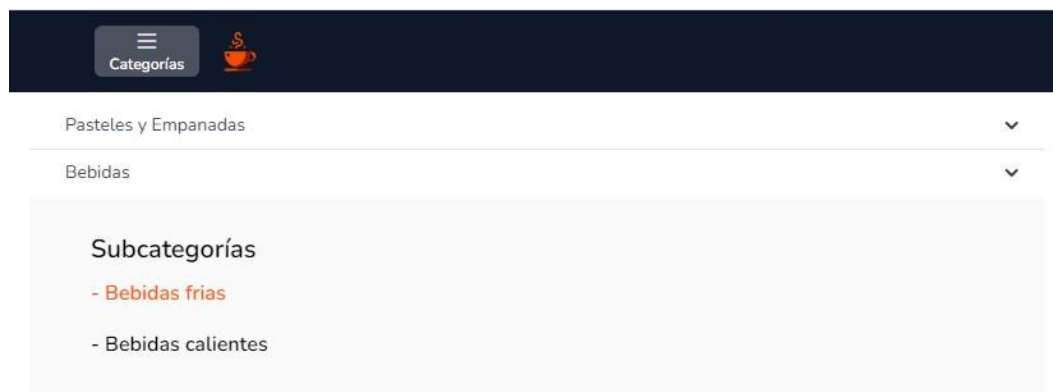 Categorías
Pasteles y Empanadas
Bebidas
Subcategorías
- Bebidas frias
- Bebidas calientes